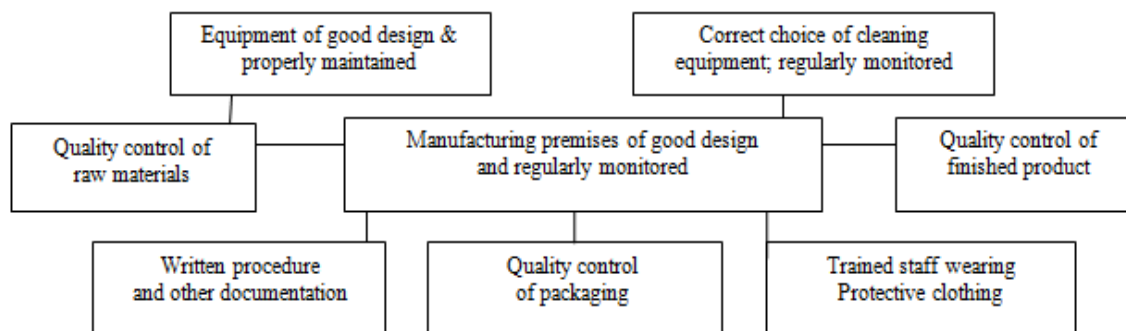 Equipment of good design &
properly maintained
Correct choice of cleaning
equipment; regularly monitored
Quality control of
raw materials
Manufacturing premises of good design
and regularly monitored
Quality control of
finished product
Written procedure
and other documentation
Quality control
of packaging
Trained staff wearing
Protective clothing